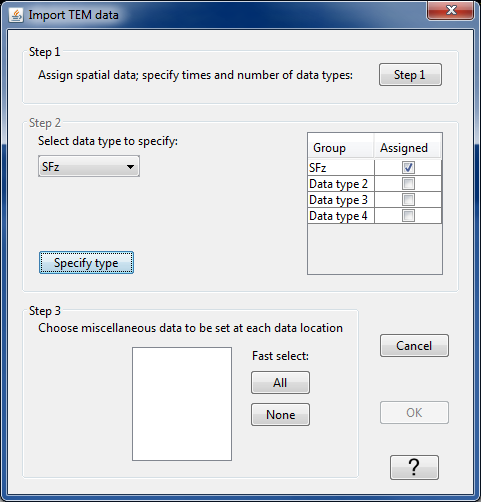 Import TEM data
Step 1
Assign spatial data; specify times and number of data types:
Step 1
Step 2
Select data type to specify:
SFz
Group Assigned
SFz
Data type 2
Data type 3
Data type 4
Specify type
Step 3
Choose miscellaneous data to be set at each data location
Fast select:
All
None
Cancel
OK
?